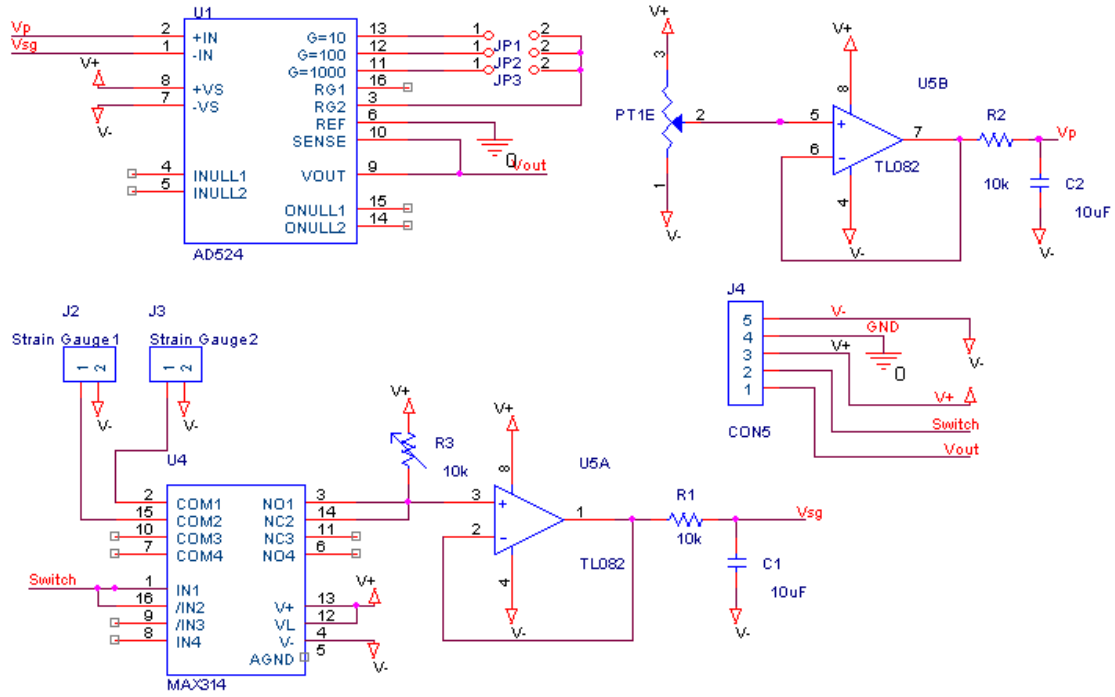 U1
Vp 2 +IN G=10 13 1 2
JP1
Vsg 1 -IN G=100 12 1 2
JP2
G=1000 11 1 2
JP3
V+ 8 +VS RG1 16
V- 7 -VS RG2 3
REF 6
SENSE 10
0
4 INULL1 VOUT 9 Vout
5 INULL2
ONULL1 15
ONULL2 14
AD524
V+
3
PT1E 2
1
V-
V+
8
U5B
5 +
6 -
7
TL082
4
V-
R2
10k
Vp
C2
10uF
V-
J2
Strain Gauge1
1 2
V-
J3
Strain Gauge2
1 2
V-
J4
5 V-
4 GND
3 V+
2
1
0
V-
V+
Switch
Vout
CON5
U4
2 COM1 NO1 3
15 COM2 NC2 14
10 COM3 NC3 11
7 COM4 NO4 6
Switch 1 IN1
16 /IN2 V+ 13 V+
9 /IN3 VL 12
8 IN4 V- 4
AGND 5 V-
MAX314
V+
R3
10k
V+
8
U5A
3 +
2 -
1
TL082
4
V-
R1
10k
Vsg
C1
10uF
V-